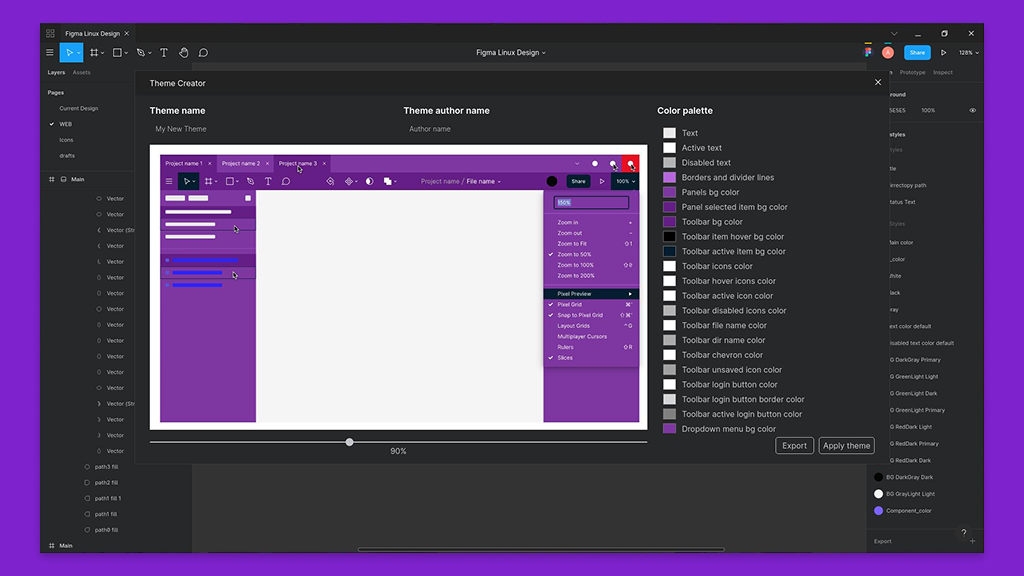 Figma Linux Design
Figma Linux Design
Share
128%
Layers Assets
Prototype Inspect
Pages
Current Design
WEB
Icons
drafts
Main
Vector
Vector
Vector (Str
Vector
Vector
Vector
Vector
Vector
Vector
Vector
Vector
Vector
Vector
Vector (Str
Vector
Vector
Vector
path3 fill
path2 fill
path1 fill 1
path1 fill
path0 fill
Main
Theme Creator
Theme name
My New Theme
Theme author name
Author name
Project name 1
Project name 2
Project name 3
Project name / File name
Share
100%
150%
Zoom in +
Zoom out −
Zoom to Fit ⇧1
Zoom to 50%
Zoom to 100% ⇧0
Zoom to 200%
Pixel Preview
Pixel Grid ⌘'
Snap to Pixel Grid ⇧⌘'
Layout Grids ⌃G
Multiplayer Cursors
Rulers ⇧R
Slices
90%
Color palette
Text
Active text
Disabled text
Borders and divider lines
Panels bg color
Panel selected item bg color
Toolbar bg color
Toolbar item hover bg color
Toolbar active item bg color
Toolbar icons color
Toolbar hover icons color
Toolbar active icon color
Toolbar disabled icons color
Toolbar file name color
Toolbar dir name color
Toolbar chevron color
Toolbar unsaved icon color
Toolbar login button color
Toolbar login button border color
Toolbar active login button color
Dropdown menu bg color
Export
Apply theme
round
5E5E5 100%
styles
tyles
irrectopy path
tatus Text
Styles
ain color
_color
hite
lack
ray
ext color default
isabled text color default
G DarkGray Primary
G GreenLight Light
G GreenLight Dark
G GreenLight Primary
G RedDark Light
G RedDark Primary
G RedDark Dark
BG DarkGray Dark
BG GrayLight Light
Component_color
?
Export +